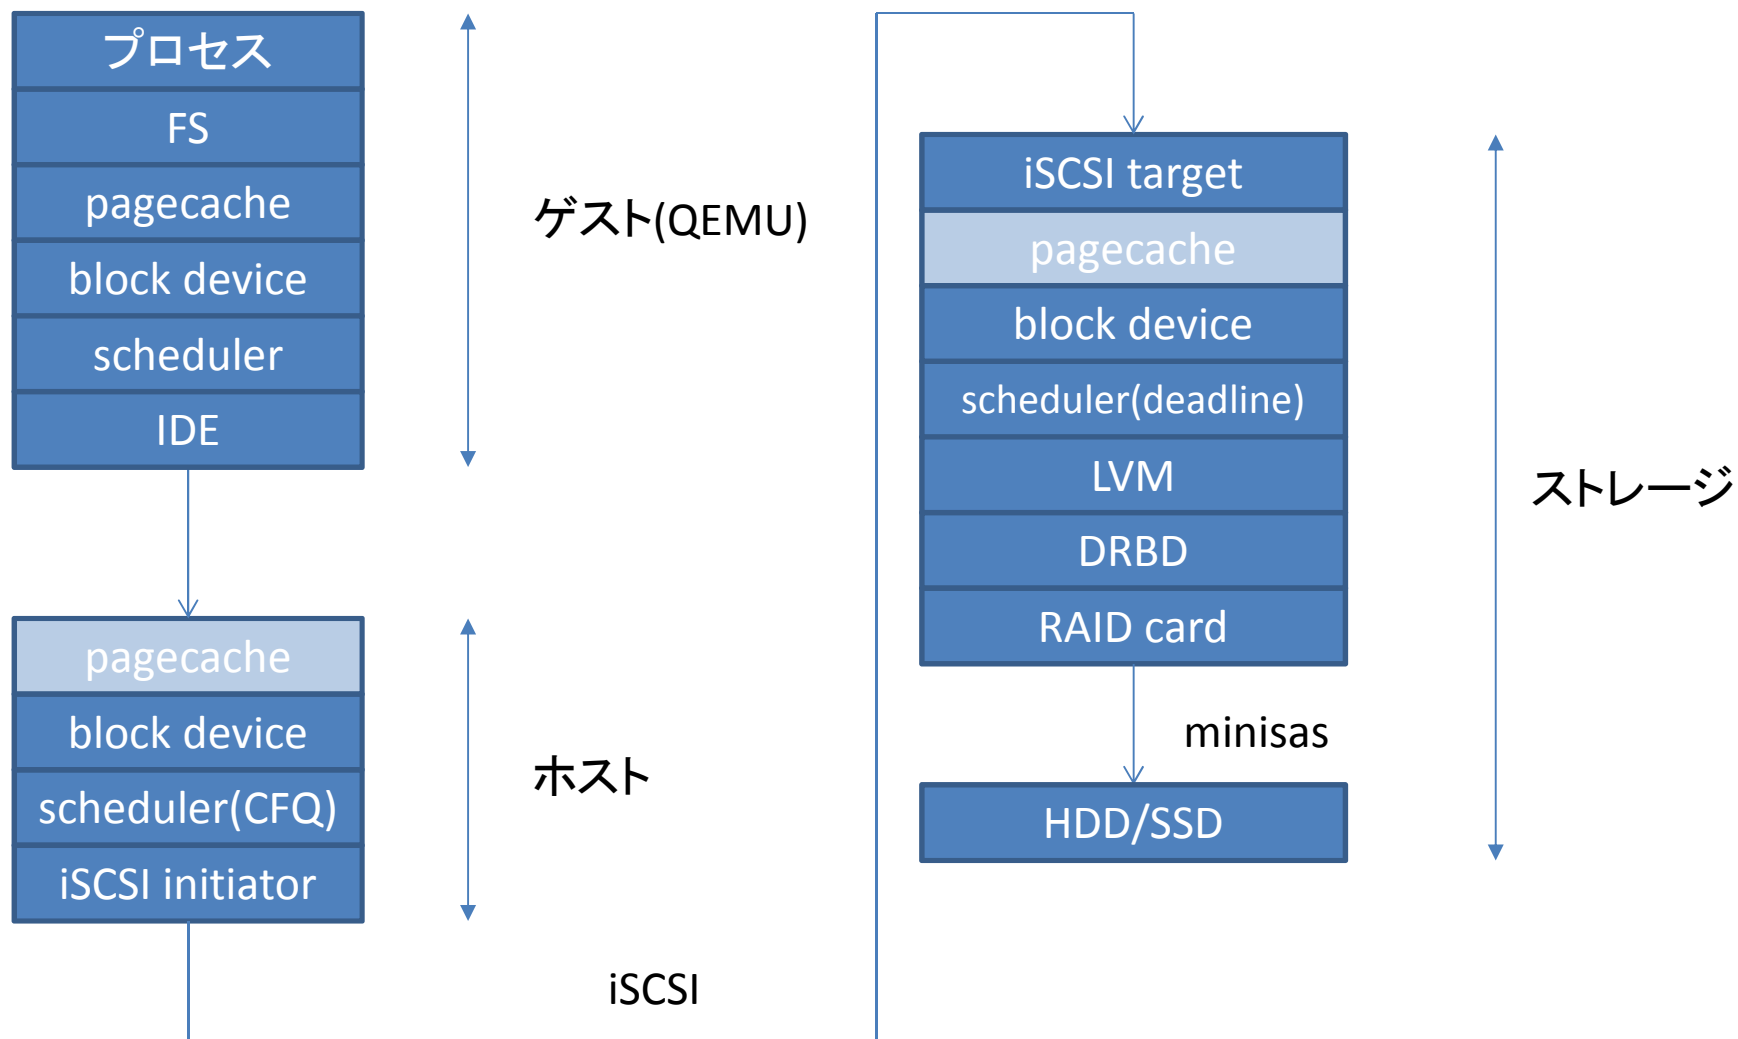 プロセス
FS
pagecache
block device
scheduler
IDE
ゲスト(QEMU)
pagecache
block device
scheduler(CFQ)
iSCSI initiator
ホスト
iSCSI
iSCSI target
pagecache
block device
scheduler(deadline)
LVM
DRBD
RAID card
minisas
HDD/SSD
ストレージ